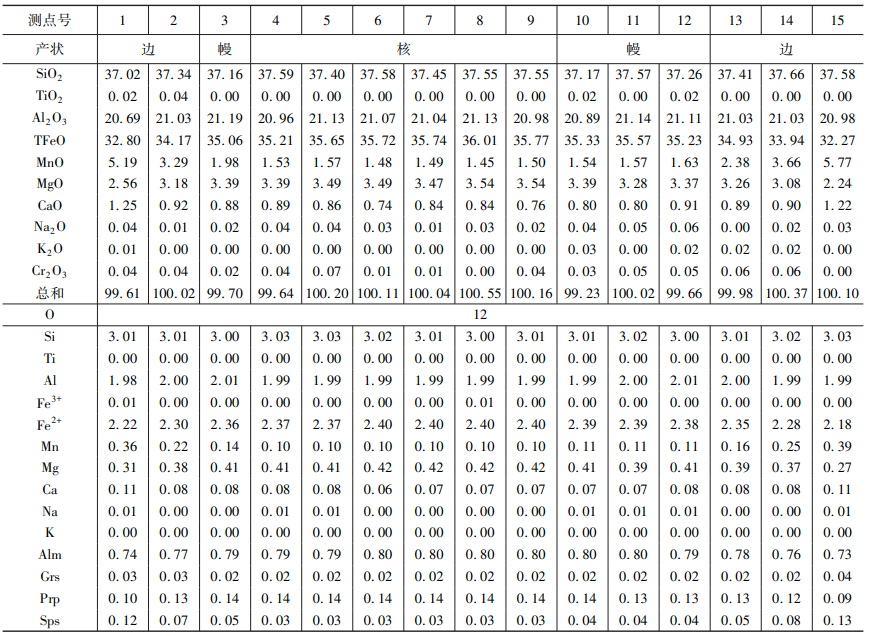 测点号 1 2 3 4 5 6 7 8 9 10 11 12 13 14 15
产状 边 幔 核 幔 边
SiO₂ 37.02 37.34 37.16 37.59 37.40 37.58 37.45 37.55 37.55 37.17 37.57 37.26 37.41 37.66 37.58
TiO₂ 0.02 0.04 0.00 0.00 0.00 0.00 0.00 0.00 0.00 0.02 0.00 0.02 0.00 0.00 0.00
Al₂O₃ 20.69 21.03 21.19 20.96 21.13 21.07 21.04 21.13 20.98 20.89 21.14 21.11 21.03 21.03 20.98
TFeO 32.80 34.17 35.06 35.21 35.65 35.72 35.74 36.01 35.77 35.33 35.57 35.23 34.93 33.94 32.27
MnO 5.19 3.29 1.98 1.53 1.57 1.48 1.49 1.45 1.50 1.54 1.57 1.63 2.38 3.66 5.77
MgO 2.56 3.18 3.39 3.39 3.49 3.49 3.47 3.54 3.54 3.39 3.28 3.37 3.26 3.08 2.24
CaO 1.25 0.92 0.88 0.89 0.86 0.74 0.84 0.84 0.76 0.80 0.80 0.91 0.89 0.90 1.22
Na₂O 0.04 0.01 0.02 0.04 0.04 0.03 0.01 0.03 0.02 0.04 0.05 0.06 0.00 0.02 0.03
K₂O 0.01 0.00 0.00 0.00 0.00 0.00 0.00 0.00 0.00 0.03 0.00 0.02 0.02 0.02 0.00
Cr₂O₃ 0.04 0.04 0.02 0.04 0.07 0.01 0.01 0.00 0.04 0.03 0.05 0.05 0.06 0.06 0.00
总和 99.61 100.02 99.70 99.64 100.20 100.11 100.04 100.55 100.16 99.23 100.02 99.66 99.98 100.37 100.10
O 12
Si 3.01 3.01 3.00 3.03 3.03 3.02 3.01 3.00 3.01 3.01 3.02 3.00 3.01 3.02 3.03
Ti 0.00 0.00 0.00 0.00 0.00 0.00 0.00 0.00 0.00 0.00 0.00 0.00 0.00 0.00 0.00
Al 1.98 2.00 2.01 1.99 1.99 1.99 1.99 1.99 1.99 1.99 2.00 2.01 2.00 1.99 1.99
Fe³⁺ 0.01 0.00 0.00 0.00 0.00 0.00 0.00 0.01 0.00 0.00 0.00 0.00 0.00 0.00 0.00
Fe²⁺ 2.22 2.30 2.36 2.37 2.37 2.40 2.40 2.40 2.40 2.39 2.39 2.38 2.35 2.28 2.18
Mn 0.36 0.22 0.14 0.10 0.10 0.10 0.10 0.10 0.10 0.11 0.11 0.11 0.16 0.25 0.39
Mg 0.31 0.38 0.41 0.41 0.41 0.42 0.42 0.42 0.42 0.41 0.39 0.41 0.39 0.37 0.27
Ca 0.11 0.08 0.08 0.08 0.08 0.06 0.07 0.07 0.07 0.07 0.07 0.08 0.08 0.08 0.11
Na 0.01 0.00 0.00 0.01 0.01 0.00 0.00 0.00 0.00 0.01 0.01 0.01 0.00 0.00 0.01
K 0.00 0.00 0.00 0.00 0.00 0.00 0.00 0.00 0.00 0.00 0.00 0.00 0.00 0.00 0.00
Alm 0.74 0.77 0.79 0.79 0.79 0.80 0.80 0.80 0.80 0.80 0.80 0.79 0.78 0.76 0.73
Grs 0.03 0.03 0.02 0.02 0.02 0.02 0.02 0.02 0.02 0.02 0.02 0.02 0.02 0.02 0.04
Prp 0.10 0.13 0.14 0.14 0.14 0.14 0.14 0.14 0.14 0.14 0.13 0.13 0.13 0.12 0.09
Sps 0.12 0.07 0.05 0.03 0.03 0.03 0.03 0.03 0.03 0.04 0.04 0.04 0.05 0.08 0.13